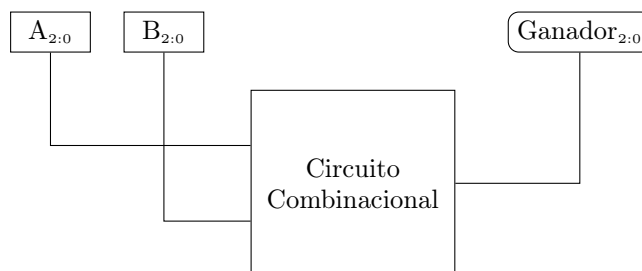 A₂:₀
B₂:₀
Ganador₂:₀
Circuito
Combinacional